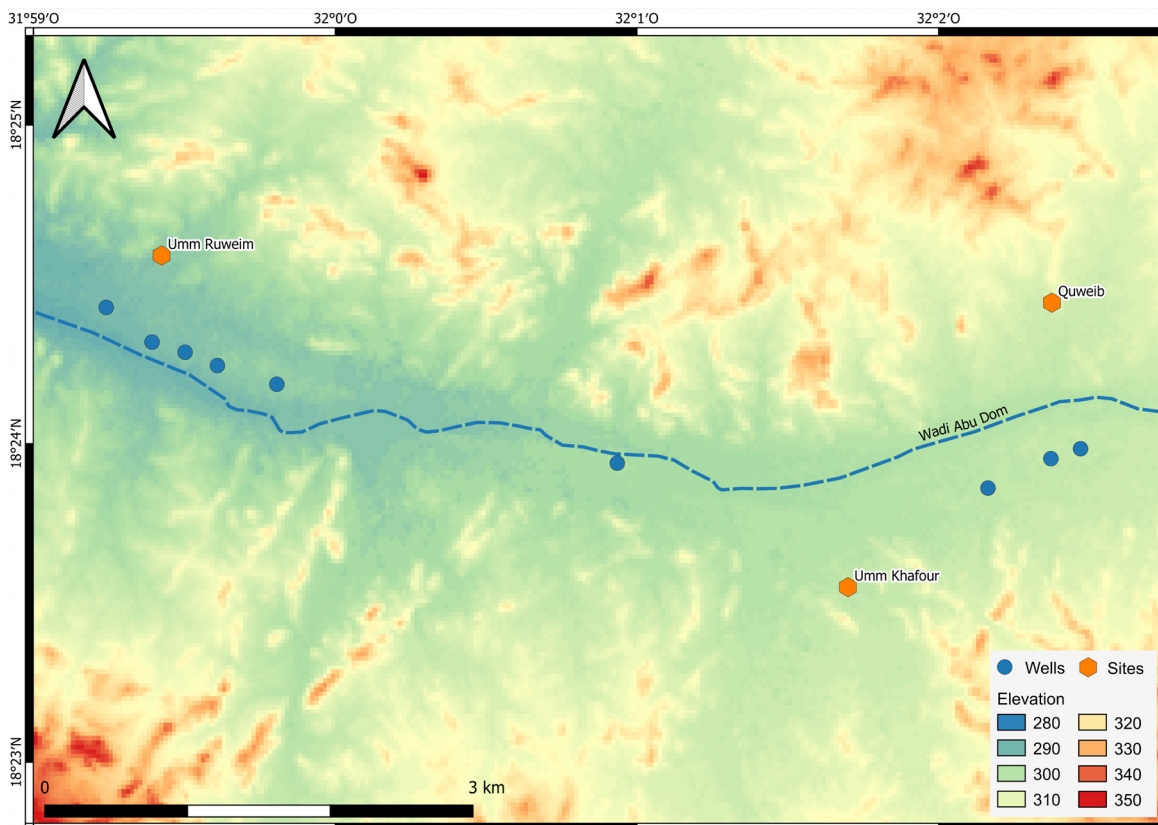 31°59′O 32°0′O 32°1′O 32°2′O
18°25′N
Umm Ruweim
Quweib
18°24′N
Wadi Abu Dom
Umm Khafour
Wells Sites
Elevation
280 320
290 330
300 340
310 350
18°23′N
0 3 km